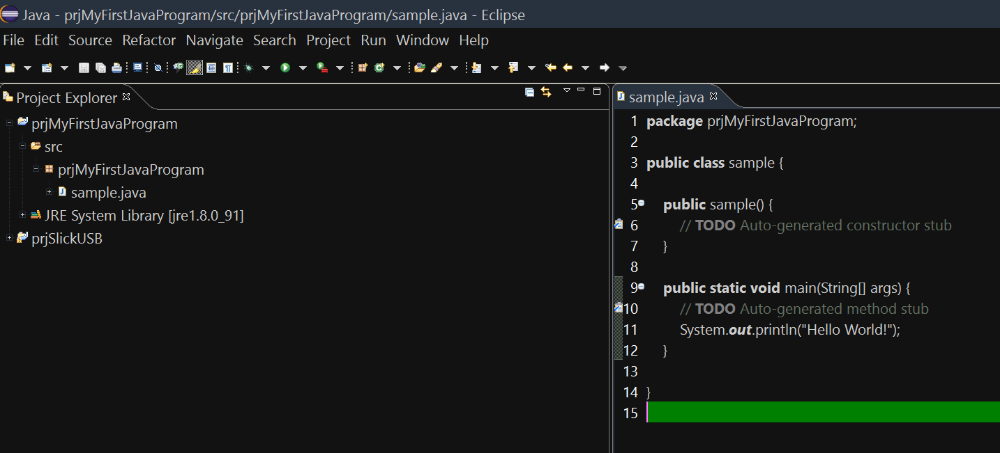 Java - prjMyFirstJavaProgram/src/prjMyFirstJavaProgram/sample.java - Eclipse
File Edit Source Refactor Navigate Search Project Run Window Help
Project Explorer
prjMyFirstJavaProgram
src
prjMyFirstJavaProgram
sample.java
JRE System Library [jre1.8.0_91]
prjSlickUSB
sample.java
1 package prjMyFirstJavaProgram;
2
3 public class sample {
4
5 public sample() {
6 // TODO Auto-generated constructor stub
7 }
8
9 public static void main(String[] args) {
10 // TODO Auto-generated method stub
11 System.out.println("Hello World!");
12 }
13
14 }
15